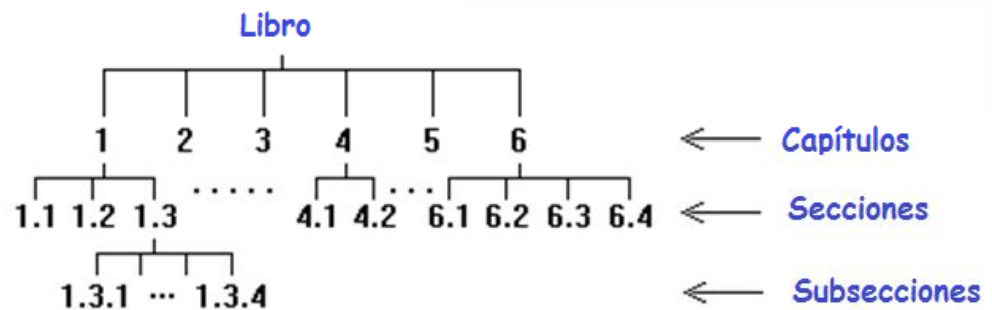 Libro
1 2 3 4 5 6 Capítulos
1.1 1.2 1.3 ..... 4.1 4.2 ... 6.1 6.2 6.3 6.4 Secciones
1.3.1 ... 1.3.4 Subsecciones